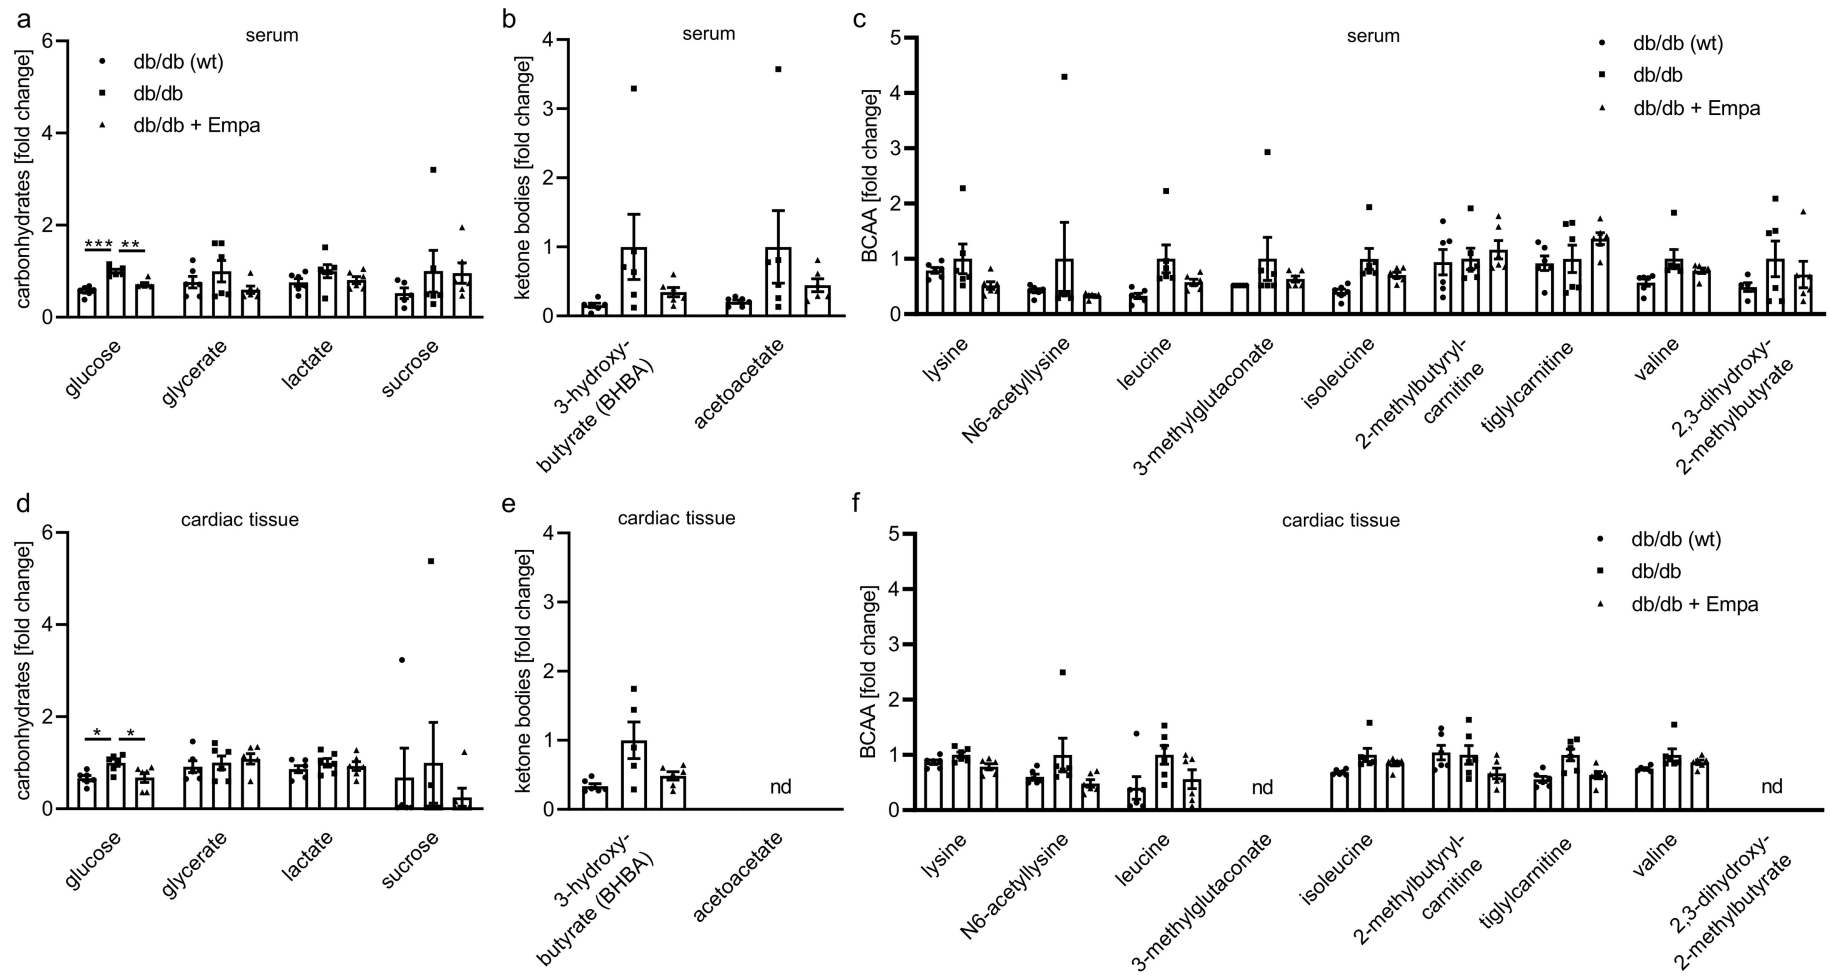 a
serum
carbonhydrates [fold change]
6
4
2
0
db/db (wt)
db/db
db/db + Empa
*** **
glucose
glycerate
lactate
sucrose
b
serum
ketone bodies [fold change]
4
3
2
1
0
3-hydroxy-
butyrate (BHBA)
acetoacetate
c
serum
BCAA [fold change]
5
4
3
2
1
0
db/db (wt)
db/db
db/db + Empa
lysine
N6-acetyllysine
leucine
3-methylglutaconate
isoleucine
2-methylbutyryl-
carnitine
tiglylcarnitine
valine
2,3-dihydroxy-
2-methylbutyrate
d
cardiac tissue
carbonhydrates [fold change]
6
4
2
0
* *
glucose
glycerate
lactate
sucrose
e
cardiac tissue
ketone bodies [fold change]
4
3
2
1
0
nd
3-hydroxy-
butyrate (BHBA)
acetoacetate
f
cardiac tissue
BCAA [fold change]
5
4
3
2
1
0
db/db (wt)
db/db
db/db + Empa
nd
nd
lysine
N6-acetyllysine
leucine
3-methylglutaconate
isoleucine
2-methylbutyryl-
carnitine
tiglylcarnitine
valine
2,3-dihydroxy-
2-methylbutyrate